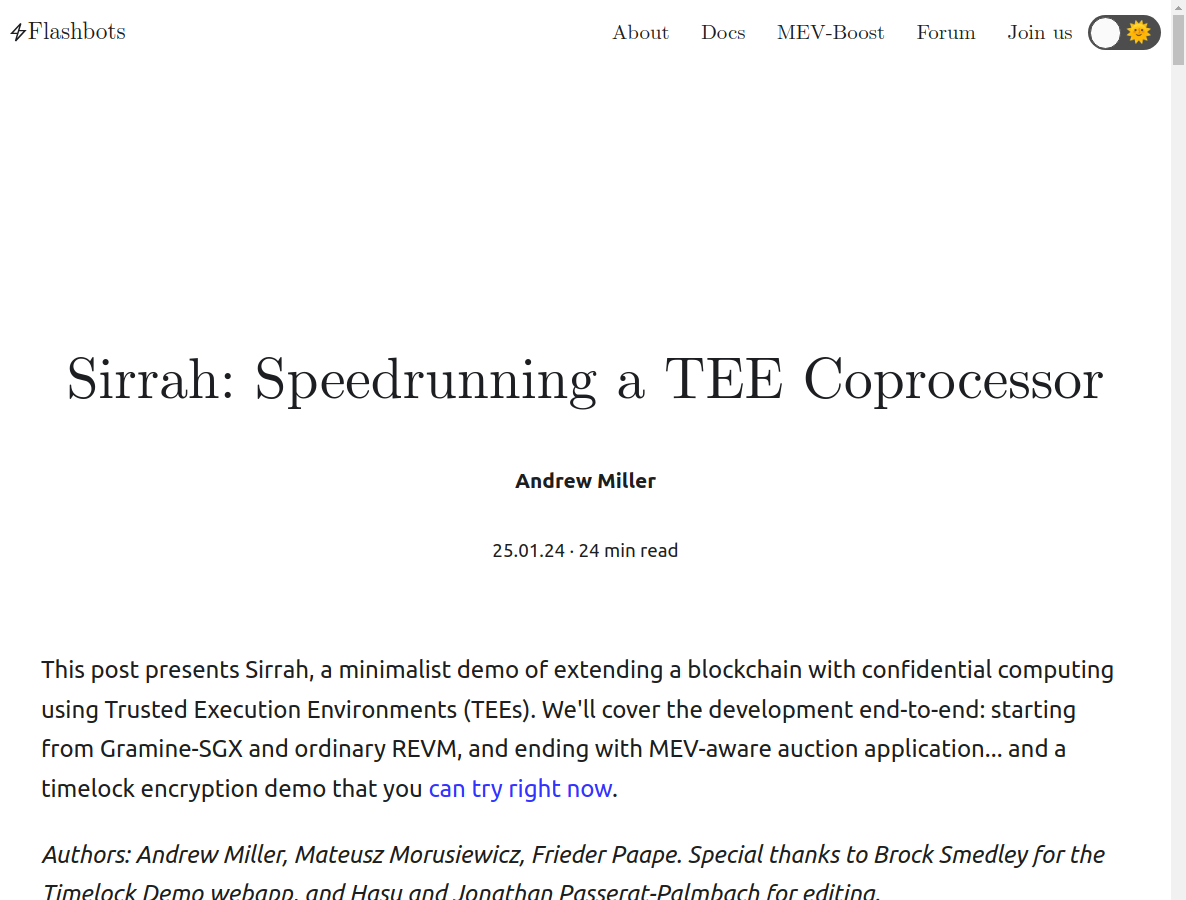 Flashbots
About Docs MEV-Boost Forum Join us
Sirrah: Speedrunning a TEE Coprocessor
Andrew Miller
25.01.24 · 24 min read
This post presents Sirrah, a minimalist demo of extending a blockchain with confidential computing
using Trusted Execution Environments (TEEs). We'll cover the development end-to-end: starting
from Gramine-SGX and ordinary REVM, and ending with MEV-aware auction application... and a
timelock encryption demo that you can try right now.
Authors: Andrew Miller, Mateusz Morusiewicz, Frieder Paape. Special thanks to Brock Smedley for the
Timelock Demo webapp, and Hasu and Jonathan Passerat-Palmbach for editing.